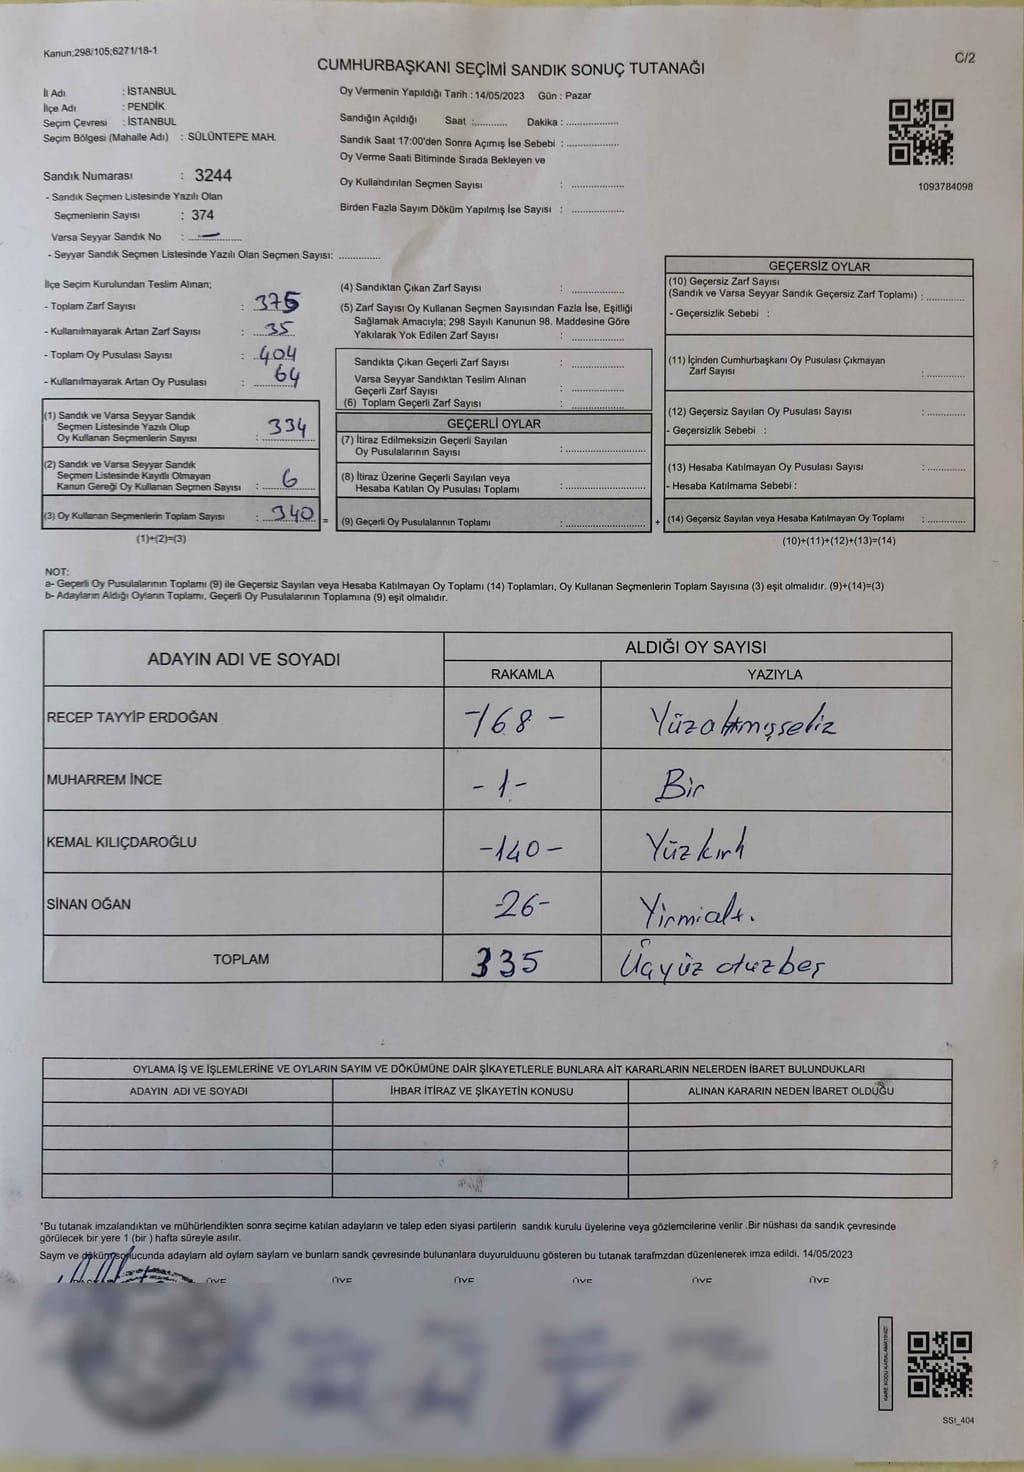 Kanun;298/105;6271/18-1
C/2
CUMHURBAŞKANI SEÇİMİ SANDIK SONUÇ TUTANAĞI
İl Adı : İSTANBUL
İlçe Adı : PENDİK
Seçim Çevresi : İSTANBUL
Seçim Bölgesi (Mahalle Adı) : SÜLÜNTEPE MAH.
Sandık Numarası : 3244
- Sandık Seçmen Listesinde Yazılı Olan
Seçmenlerin Sayısı : 374
Varsa Seyyar Sandık No : —
- Seyyar Sandık Seçmen Listesinde Yazılı Olan Seçmen Sayısı: ..............
Oy Vermenin Yapıldığı Tarih : 14/05/2023 Gün : Pazar
Sandığın Açıldığı Saat :........... Dakika : ..................
Sandık Saat 17:00'den Sonra Açımış İse Sebebi : ..................
Oy Verme Saati Bitiminde Sırada Bekleyen ve
Oy Kullandırılan Seçmen Sayısı : ..................
Birden Fazla Sayım Döküm Yapılmış İse Sayısı : ..................
1093784098
İlçe Seçim Kurulundan Teslim Alınan;
- Toplam Zarf Sayısı : 375
- Kullanılmayarak Artan Zarf Sayısı : 35
- Toplam Oy Pusulası Sayısı : 404
- Kullanılmayarak Artan Oy Pusulası : 64
(1) Sandık ve Varsa Seyyar Sandık
Seçmen Listesinde Yazılı Olup
Oy Kullanan Seçmenlerin Sayısı : 334
(2) Sandık ve Varsa Seyyar Sandık
Seçmen Listesinde Kayıtlı Olmayan
Kanun Gereği Oy Kullanan Seçmen Sayısı : 6
(3) Oy Kullanan Seçmenlerin Toplam Sayısı : 340 =
(1)+(2)=(3)
(4) Sandıktan Çıkan Zarf Sayısı : ................
(5) Zarf Sayısı Oy Kullanan Seçmen Sayısından Fazla İse, Eşitliği
Sağlamak Amacıyla; 298 Sayılı Kanunun 98. Maddesine Göre
Yakılarak Yok Edilen Zarf Sayısı : ................
Sandıkta Çıkan Geçerli Zarf Sayısı : ................
Varsa Seyyar Sandıktan Teslim Alınan
Geçerli Zarf Sayısı : ................
(6) Toplam Geçerli Zarf Sayısı : ................
GEÇERLİ OYLAR
(7) İtiraz Edilmeksizin Geçerli Sayılan
Oy Pusulalarının Sayısı :........................
(8) İtiraz Üzerine Geçerli Sayılan veya
Hesaba Katılan Oy Pusulası Toplamı :........................
(9) Geçerli Oy Pusulalarının Toplamı :........................ +
GEÇERSİZ OYLAR
(10) Geçersiz Zarf Sayısı
(Sandık ve Varsa Seyyar Sandık Geçersiz Zarf Toplamı) : ............
- Geçersizlik Sebebi :
(11) İçinden Cumhurbaşkanı Oy Pusulası Çıkmayan
Zarf Sayısı : ............
(12) Geçersiz Sayılan Oy Pusulası Sayısı : ............
- Geçersizlik Sebebi :
(13) Hesaba Katılmayan Oy Pusulası Sayısı : ............
- Hesaba Katılmama Sebebi :
(14) Geçersiz Sayılan veya Hesaba Katılmayan Oy Toplamı : ............
(10)+(11)+(12)+(13)=(14)
NOT:
a- Geçerli Oy Pusulalarının Toplamı (9) ile Geçersiz Sayılan veya Hesaba Katılmayan Oy Toplamı (14) Toplamları, Oy Kullanan Seçmenlerin Toplam Sayısına (3) eşit olmalıdır. (9)+(14)=(3)
b- Adayların Aldığı Oyların Toplamı, Geçerli Oy Pusulalarının Toplamına (9) eşit olmalıdır.
ADAYIN ADI VE SOYADI ALDIĞI OY SAYISI
RAKAMLA YAZIYLA
RECEP TAYYİP ERDOĞAN -168- Yüzaltmışsekiz
MUHARREM İNCE -1- Bir
KEMAL KILIÇDAROĞLU -140- Yüzkırk
SİNAN OĞAN -26- Yirmialtı.
TOPLAM 335 Üçyüz otuzbeş
OYLAMA İŞ VE İŞLEMLERİNE VE OYLARIN SAYIM VE DÖKÜMÜNE DAİR ŞİKAYETLERLE BUNLARA AİT KARARLARIN NELERDEN İBARET BULUNDUKLARI
ADAYIN ADI VE SOYADI İHBAR İTİRAZ VE ŞİKAYETİN KONUSU ALINAN KARARIN NEDEN İBARET OLDUĞU
*Bu tutanak imzalandıktan ve mühürlendikten sonra seçime katılan adayların ve talep eden siyasi partilerin sandık kurulu üyelerine veya gözlemcilerine verilir .Bir nüshası da sandık çevresinde
görülecek bir yere 1 (bir ) hafta süreyle asılır.
Sayım ve döküm sonucunda adayların ald oyların sayların ve bunların sandk çevresinde bulunanlara duyurulduunu gösteren bu tutanak tarafmzdan düzenlenerek imza edildi. 14/05/2023
ÜYE ÜYE ÜYE ÜYE ÜYE ÜYE
KARE KODU KARALAMAYINIZ!
SSI_404